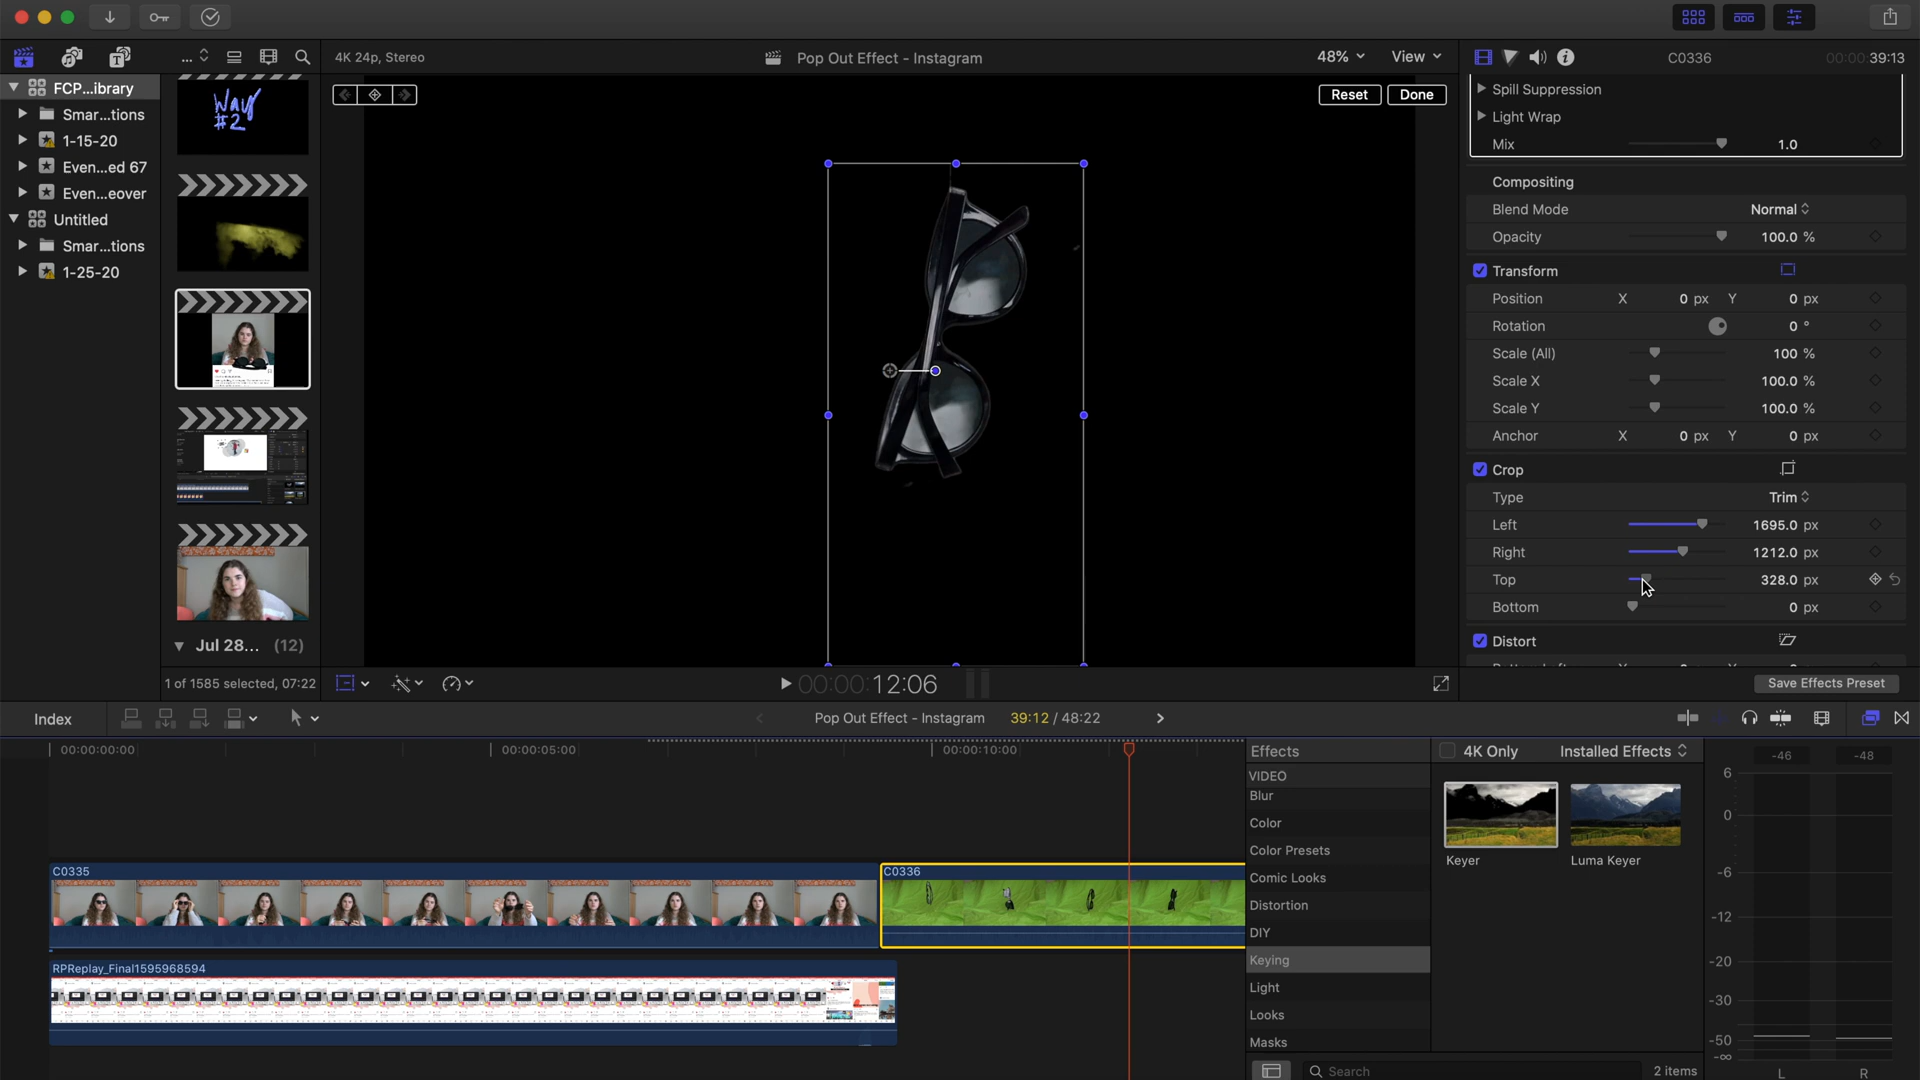 4K 24p, Stereo
Pop Out Effect - Instagram
48%
View
C0336
00:00:39:13
FCP...ibrary
Smar...tions
1-15-20
Even...ed 67
Even...eover
Untitled
Smar...tions
1-25-20
Way
#2
Jul 28... (12)
1 of 1585 selected, 07:22
Reset
Done
00:00:12:06
Spill Suppression
Light Wrap
Mix 1.0
Compositing
Blend Mode Normal
Opacity 100.0 %
Transform
Position X 0 px Y 0 px
Rotation 0 °
Scale (All) 100 %
Scale X 100.0 %
Scale Y 100.0 %
Anchor X 0 px Y 0 px
Crop
Type Trim
Left 1695.0 px
Right 1212.0 px
Top 328.0 px
Bottom 0 px
Distort
Save Effects Preset
Index
Pop Out Effect - Instagram 39:12 / 48:22
00:00:00:00
00:00:05:00
00:00:10:00
C0335
C0336
RPReplay_Final1595968594
Effects
VIDEO
Blur
Color
Color Presets
Comic Looks
Distortion
DIY
Keying
Light
Looks
Masks
4K Only
Installed Effects
Keyer
Luma Keyer
Search
2 items
-46 -48
6
0
-6
-12
-20
-30
-50
-∞
L R